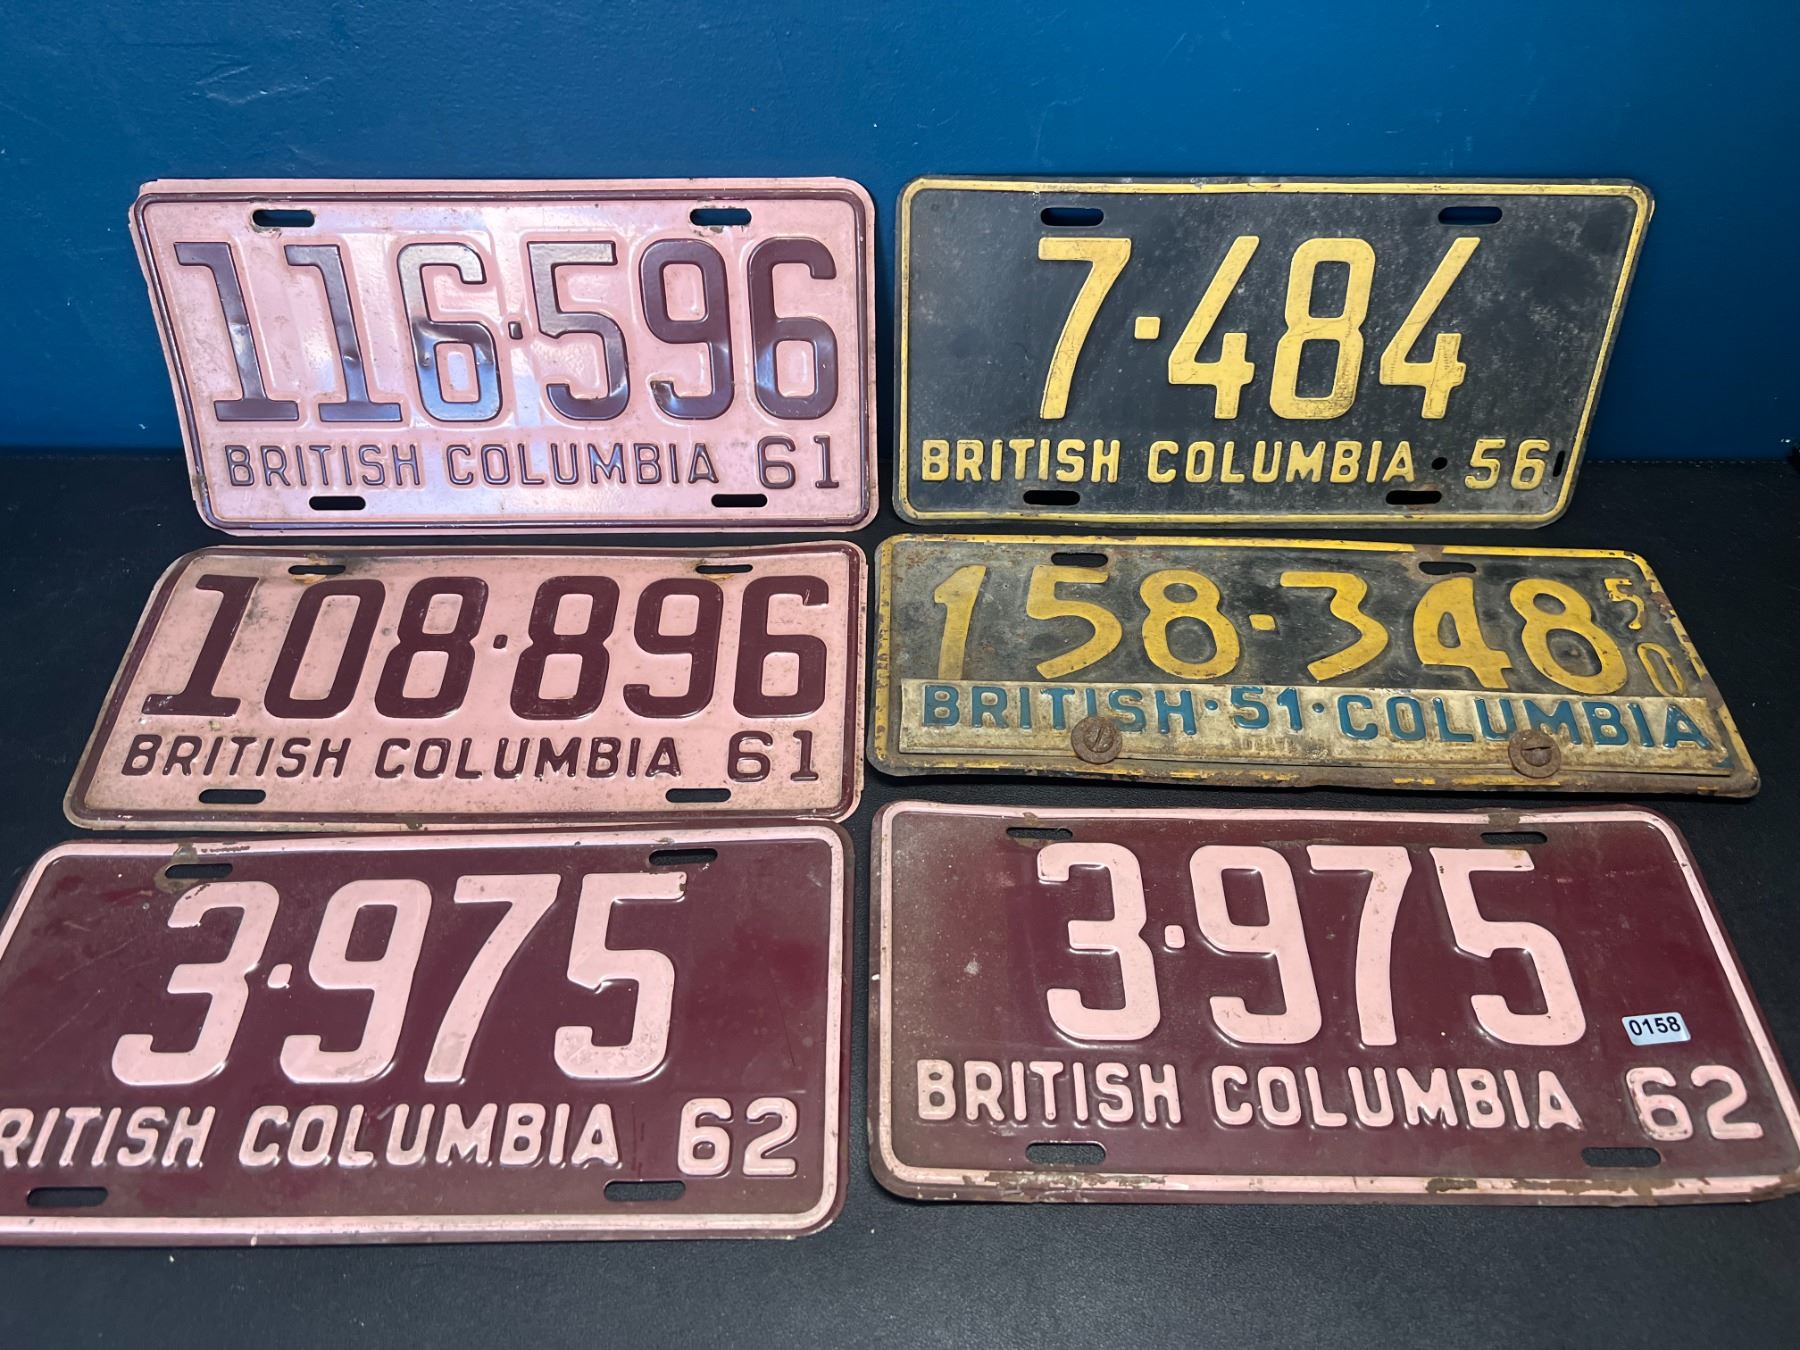 116·596
BRITISH COLUMBIA 61
7·484
BRITISH COLUMBIA · 56
108·896
BRITISH COLUMBIA 61
158·348 50
BRITISH · 51 · COLUMBIA
3·975
RITISH COLUMBIA 62
3·975
0158
BRITISH COLUMBIA 62